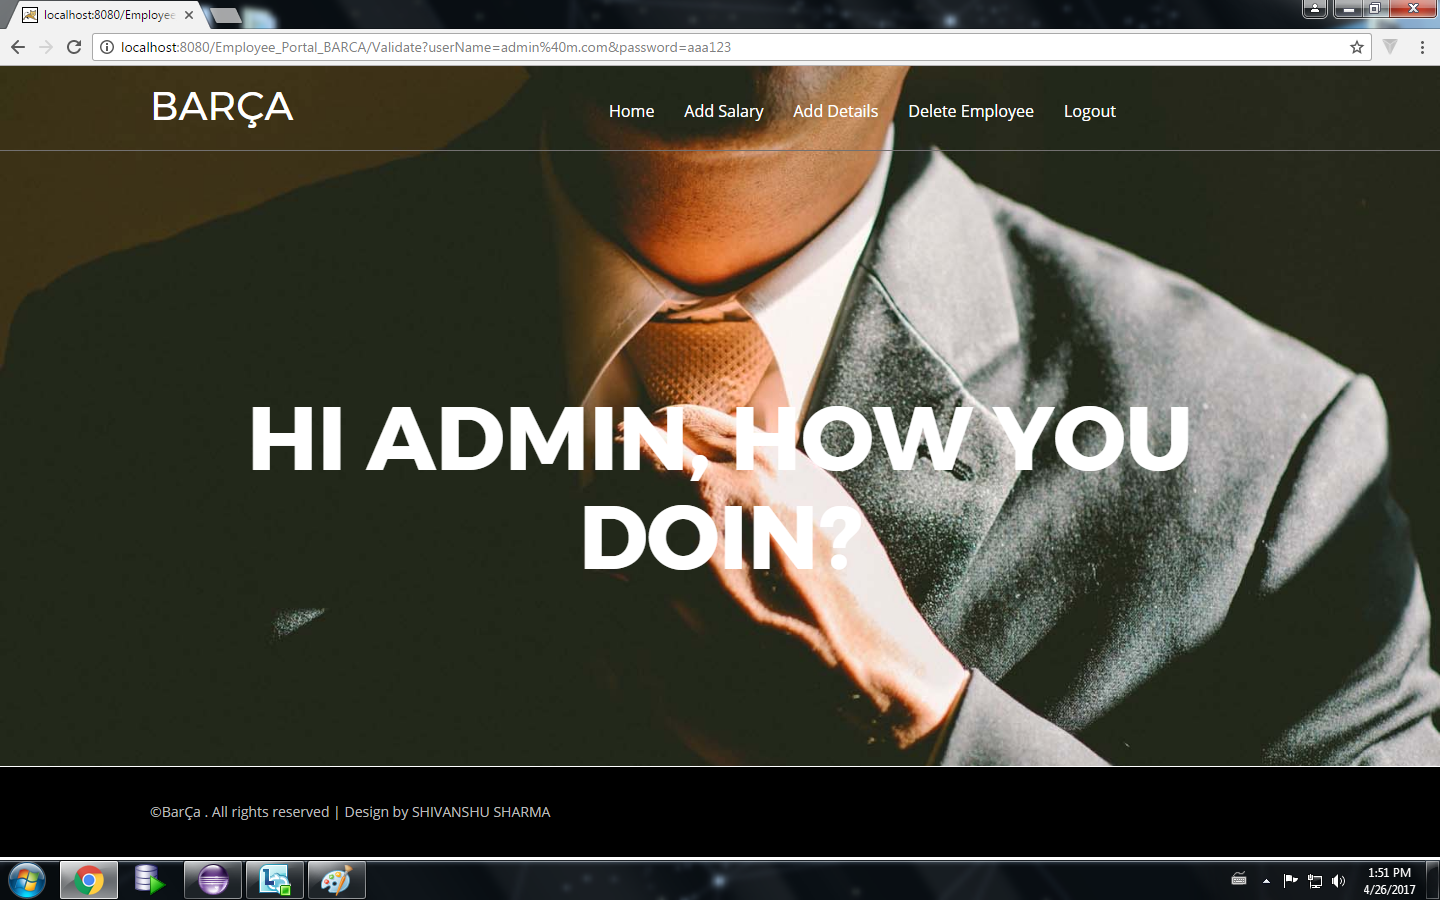 localhost:8080/Employee
localhost:8080/Employee_Portal_BARCA/Validate?userName=admin%40m.com&password=aaa123
BARÇA
Home Add Salary Add Details Delete Employee Logout
HI ADMIN, HOW YOU
DOIN?
©BarÇa . All rights reserved | Design by SHIVANSHU SHARMA
1:51 PM
4/26/2017